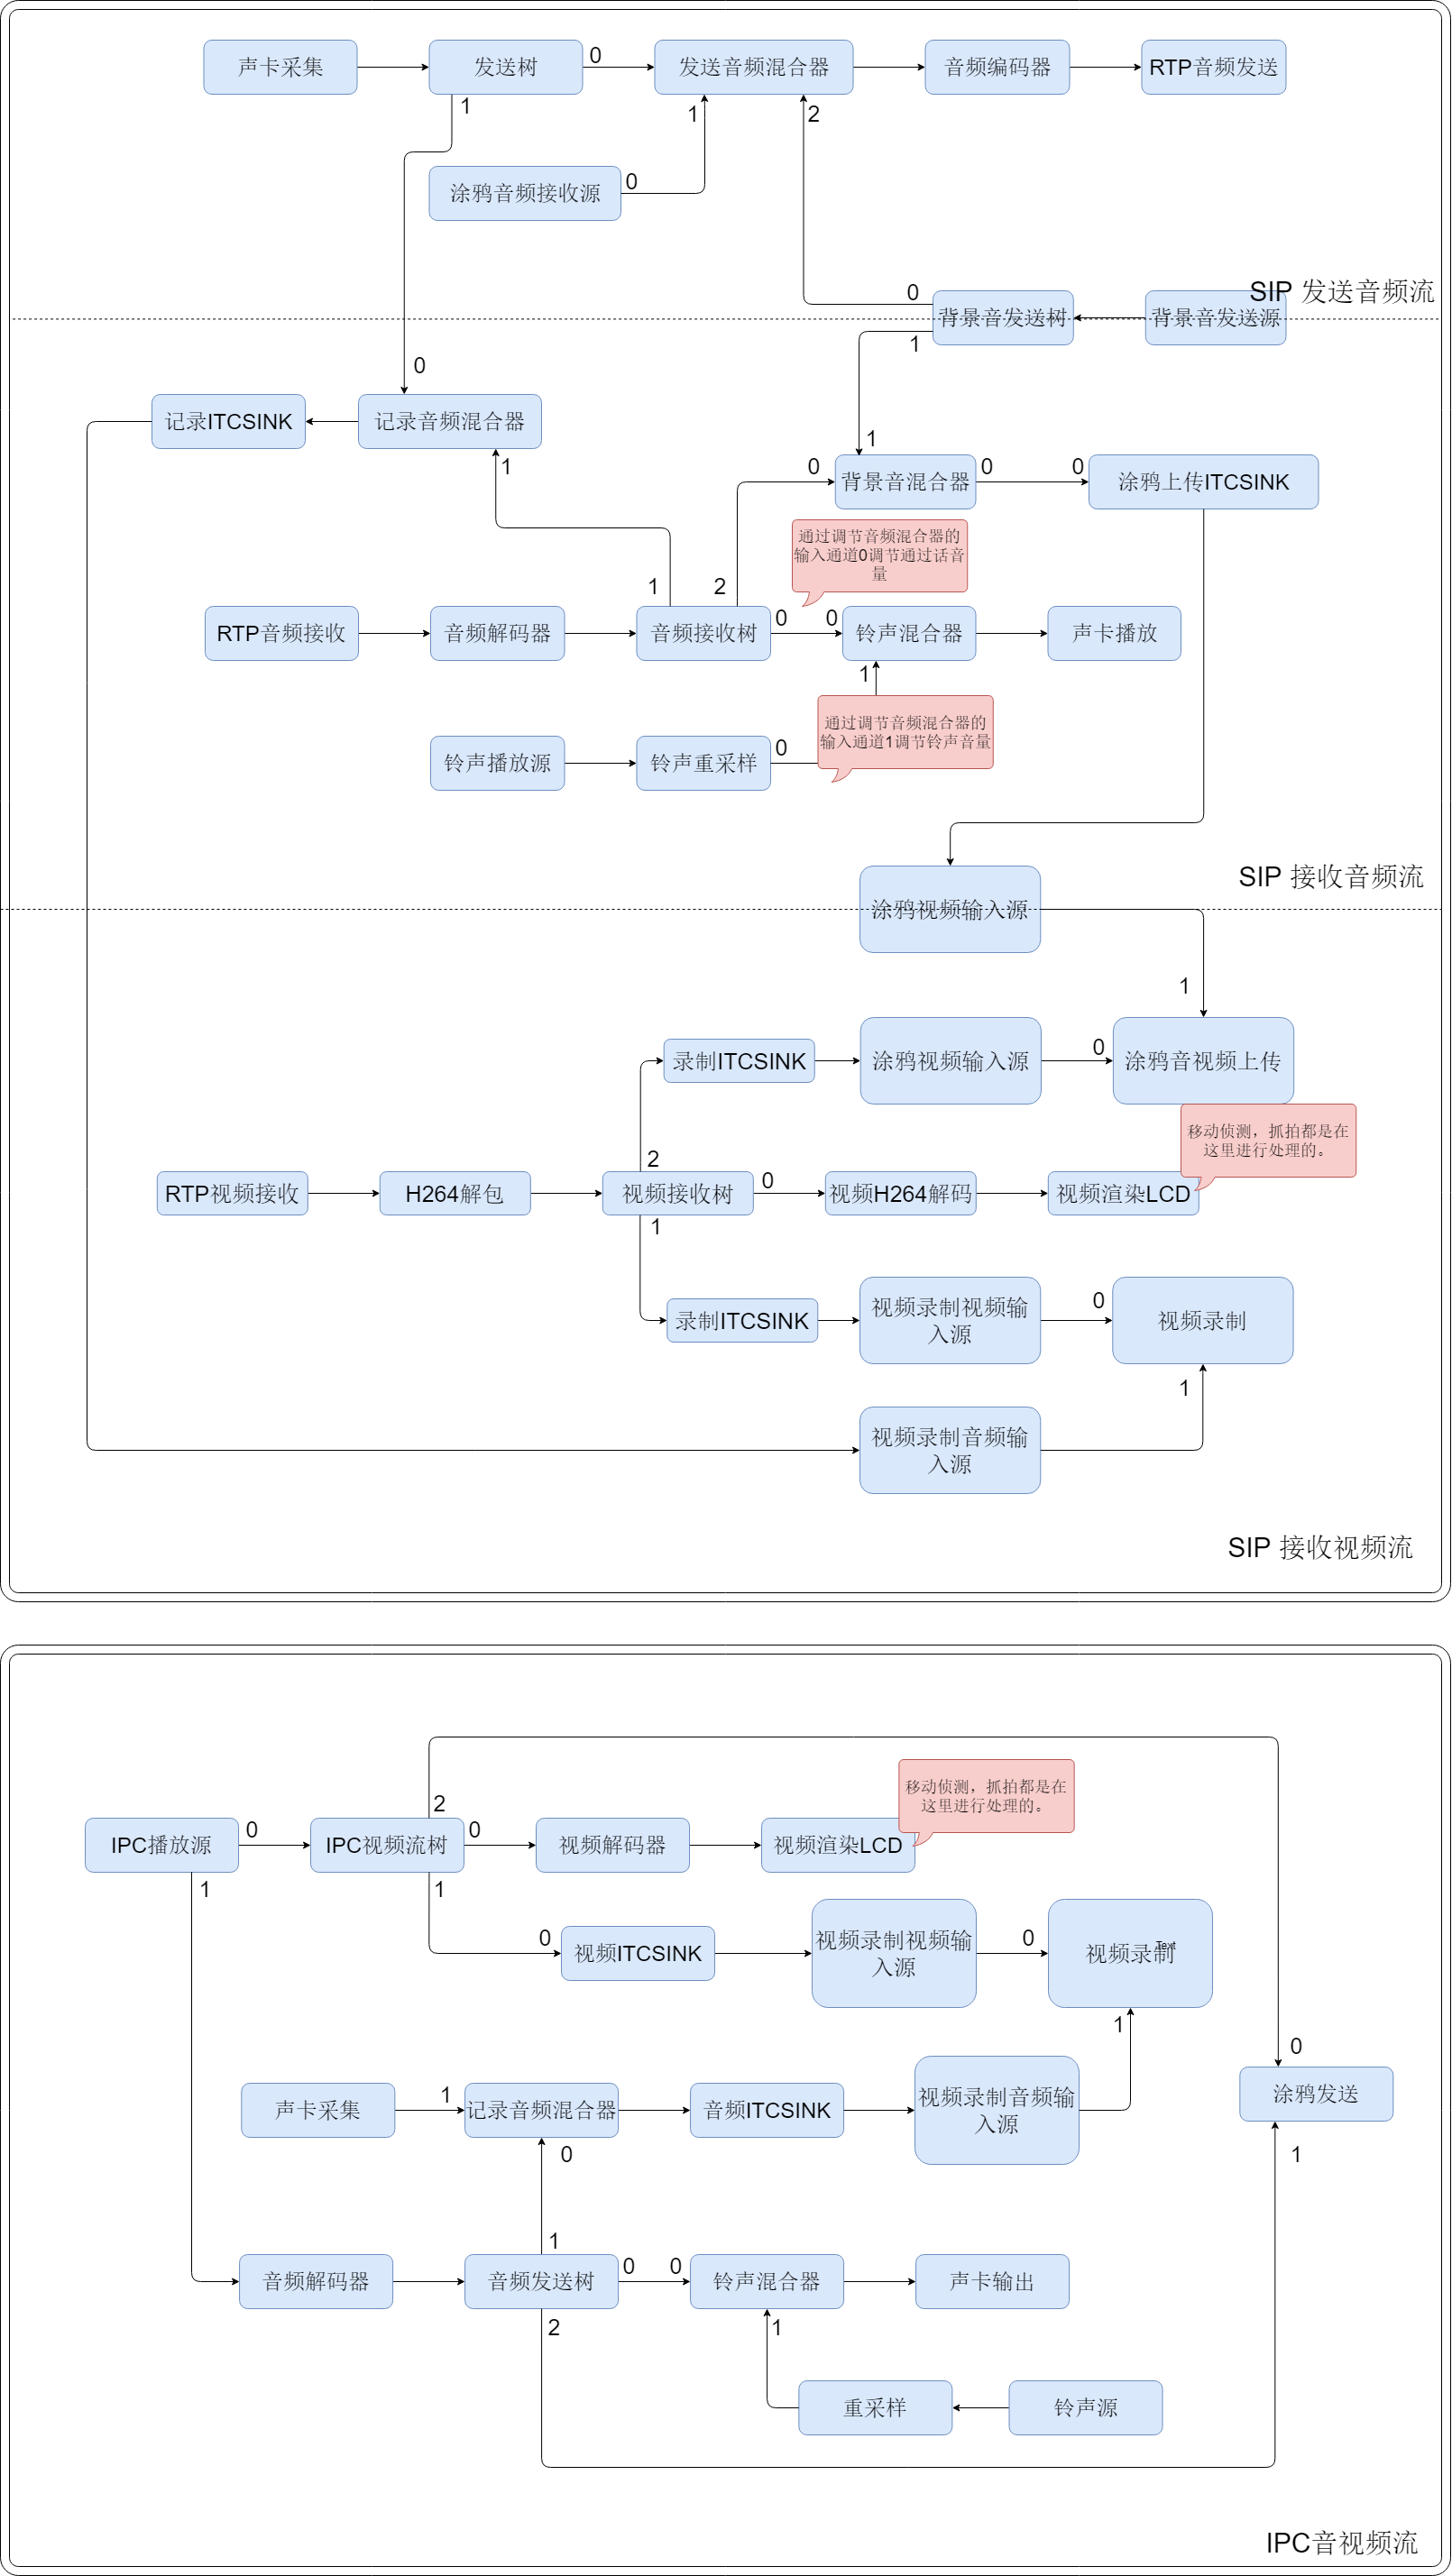 声卡采集
发送树
0
发送音频混合器
音频编码器
RTP音频发送
1
1
2
涂鸦音频接收源
0
SIP 发送音频流
0
背景音发送树
背景音发送源
1
0
记录ITCSINK
记录音频混合器
1
1
0
背景音混合器
0
0
涂鸦上传ITCSINK
通过调节音频混合器的
输入通道0调节通过话音
量
1
2
RTP音频接收
音频解码器
音频接收树
0
0
铃声混合器
声卡播放
1
通过调节音频混合器的
输入通道1调节铃声音量
铃声播放源
铃声重采样
0
SIP 接收音频流
涂鸦视频输入源
1
录制ITCSINK
涂鸦视频输入源
0
涂鸦音视频上传
移动侦测，抓拍都是在
这里进行处理的。
2
RTP视频接收
H264解包
视频接收树
0
视频H264解码
视频渲染LCD
1
录制ITCSINK
视频录制视频输
入源
0
视频录制
1
视频录制音频输
入源
SIP 接收视频流
移动侦测，抓拍都是在
这里进行处理的。
2
IPC播放源
0
IPC视频流树
0
视频解码器
视频渲染LCD
1
1
0
视频ITCSINK
视频录制视频输
入源
0
视频录制
Text
1
0
声卡采集
1
记录音频混合器
音频ITCSINK
视频录制音频输
入源
涂鸦发送
0
1
1
音频解码器
音频发送树
0
0
铃声混合器
声卡输出
2
1
重采样
铃声源
IPC音视频流